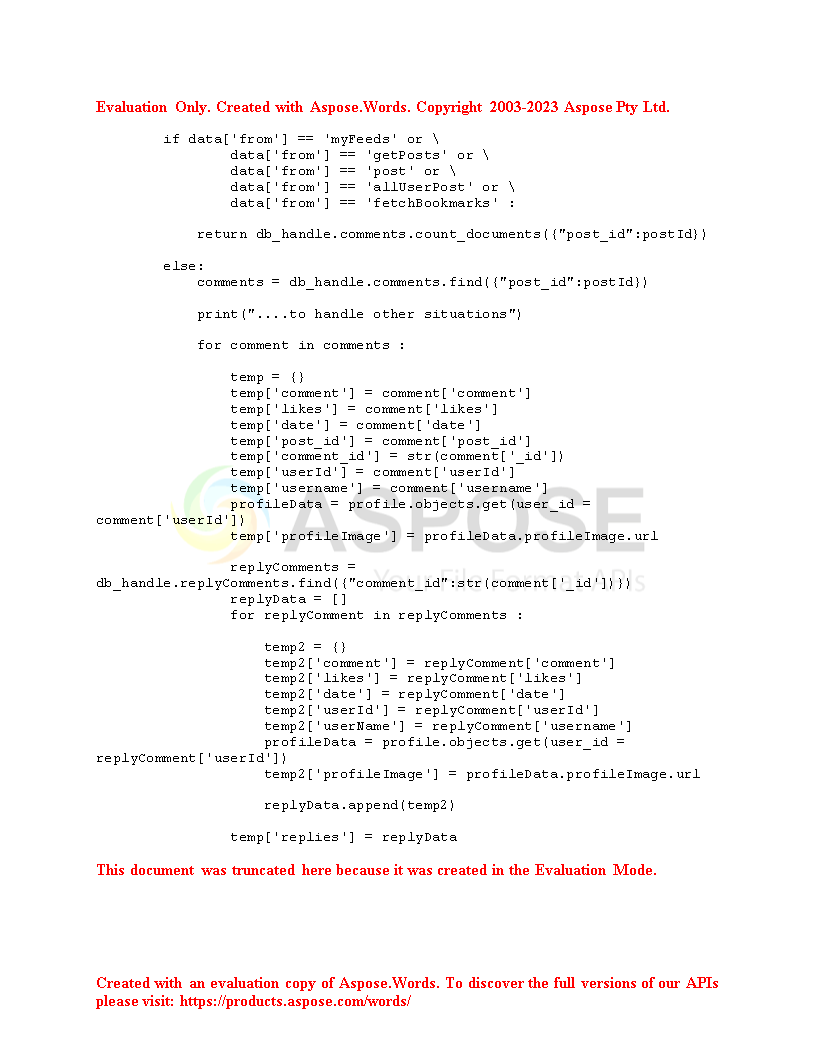 Evaluation Only. Created with Aspose.Words. Copyright 2003-2023 Aspose Pty Ltd.
if data['from'] == 'myFeeds' or \
data['from'] == 'getPosts' or \
data['from'] == 'post' or \
data['from'] == 'allUserPost' or \
data['from'] == 'fetchBookmarks' :
return db_handle.comments.count_documents({"post_id":postId})
else:
comments = db_handle.comments.find({"post_id":postId})
print("....to handle other situations")
for comment in comments :
temp = {}
temp['comment'] = comment['comment']
temp['likes'] = comment['likes']
temp['date'] = comment['date']
temp['post_id'] = comment['post_id']
temp['comment_id'] = str(comment['_id'])
temp['userId'] = comment['userId']
temp['username'] = comment['username']
profileData = profile.objects.get(user_id =
comment['userId'])
temp['profileImage'] = profileData.profileImage.url
ASPOSE
replyComments =
db_handle.replyComments.find({"comment_id":str(comment['_id'])})
Your File Format APIs
replyData = []
for replyComment in replyComments :
temp2 = {}
temp2['comment'] = replyComment['comment']
temp2['likes'] = replyComment['likes']
temp2['date'] = replyComment['date']
temp2['userId'] = replyComment['userId']
temp2['userName'] = replyComment['username']
profileData = profile.objects.get(user_id =
replyComment['userId'])
temp2['profileImage'] = profileData.profileImage.url
replyData.append(temp2)
temp['replies'] = replyData
This document was truncated here because it was created in the Evaluation Mode.
Created with an evaluation copy of Aspose.Words. To discover the full versions of our APIs
please visit: https://products.aspose.com/words/